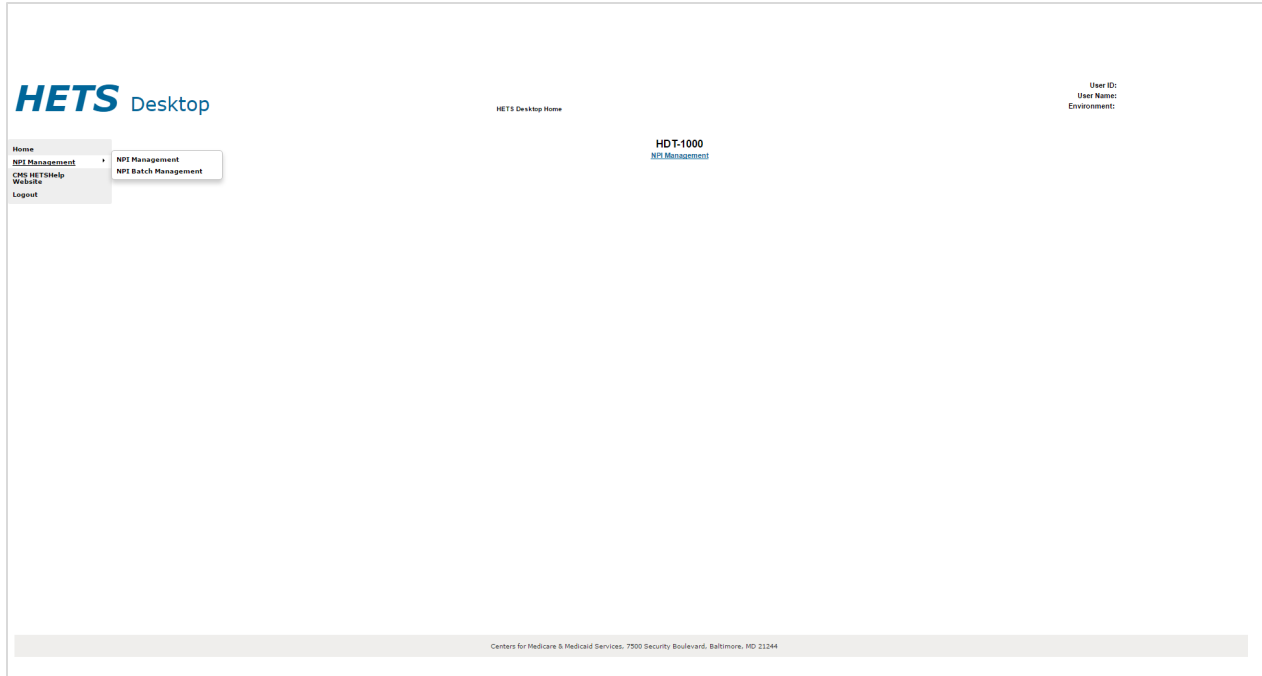 HETS Desktop
HETS Desktop Home
User ID:
User Name:
Environment:
Home
NPI Management
CMS HETSHelp
Website
Logout
NPI Management
NPI Batch Management
HDT-1000
NPI Management
Centers for Medicare & Medicaid Services, 7500 Security Boulevard, Baltimore, MD 21244